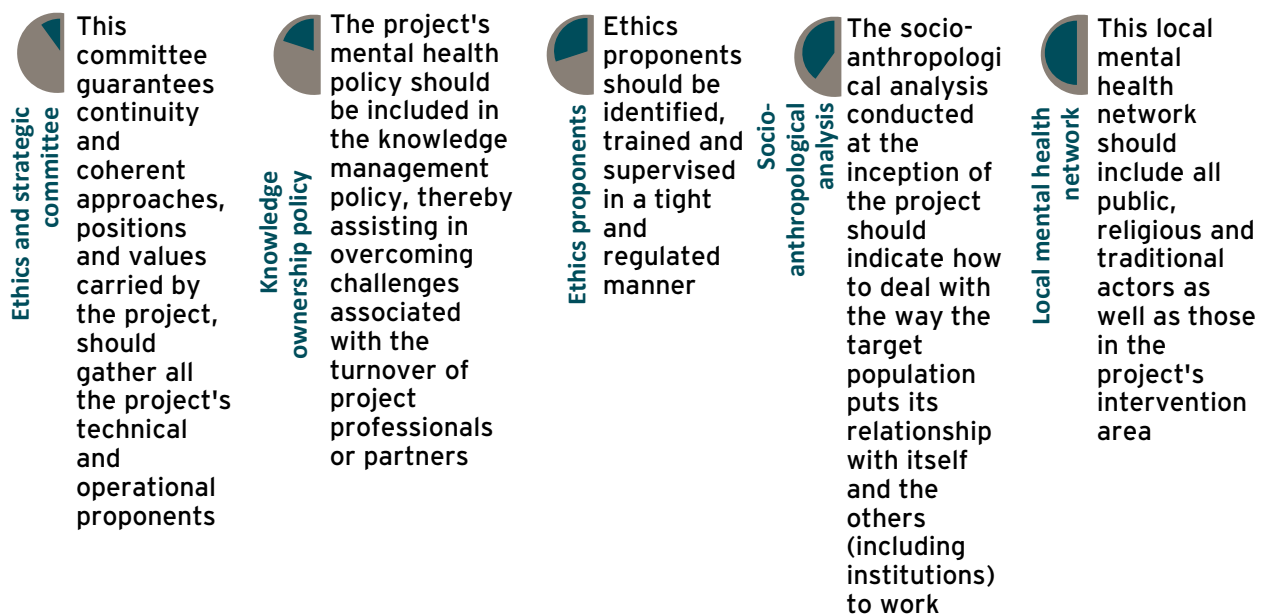 Ethics and strategic
committee
This
committee
guarantees
continuity
and
coherent
approaches,
positions
and values
carried by
the project,
should
gather all
the project's
technical
and
operational
proponents
Knowledge
ownership policy
The project's
mental health
policy should
be included in
the knowledge
management
policy, thereby
assisting in
overcoming
challenges
associated
with the
turnover of
project
professionals
or partners
Ethics proponents
Ethics
proponents
should be
identified,
trained and
supervised
in a tight
and
regulated
manner
Socio-
anthropological
analysis
The socio-
anthropologi
cal analysis
conducted
at the
inception of
the project
should
indicate how
to deal with
the way the
target
population
puts its
relationship
with itself
and the
others
(including
institutions)
to work
Local mental health
network
This local
mental
health
network
should
include all
public,
religious and
traditional
actors as
well as those
in the
project's
intervention
area